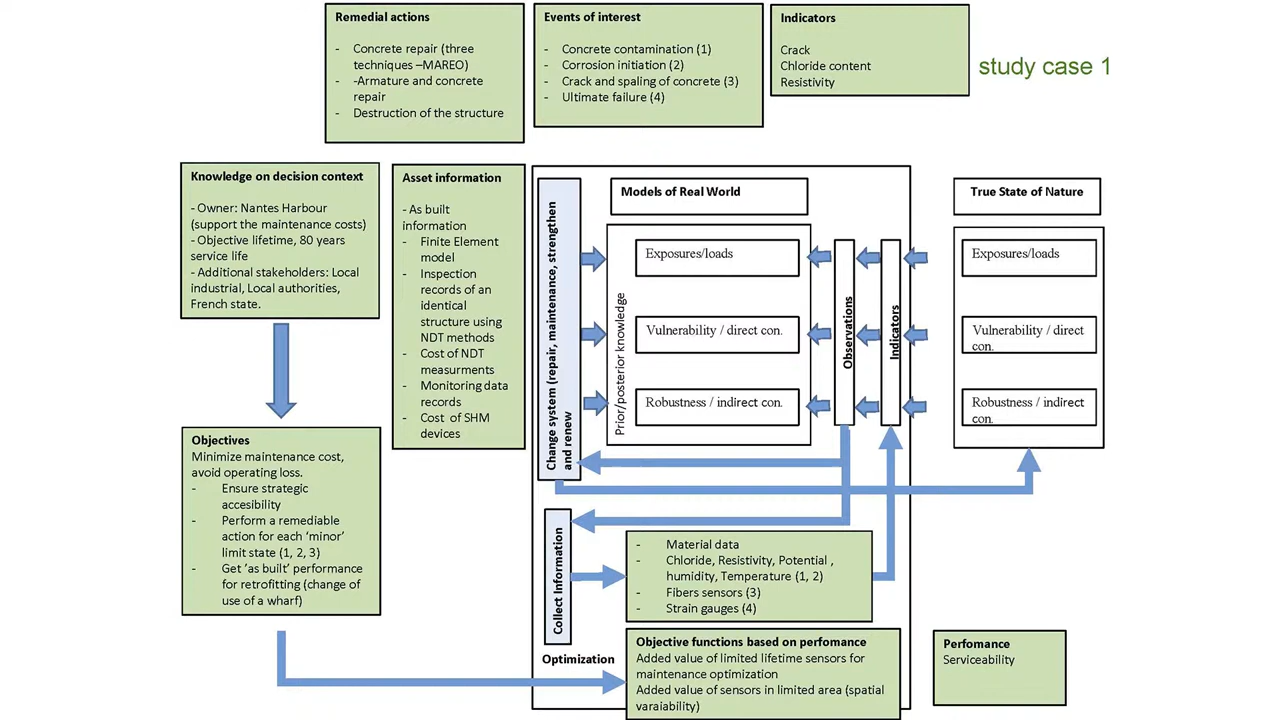 Remedial actions
- Concrete repair (three
techniques –MAREO)
- -Armature and concrete
repair
- Destruction of the structure
Events of interest
- Concrete contamination (1)
- Corrosion initiation (2)
- Crack and spaling of concrete (3)
- Ultimate failure (4)
Indicators
Crack
Chloride content
Resistivity
study case 1
Knowledge on decision context
- Owner: Nantes Harbour
(support the maintenance costs)
- Objective lifetime, 80 years
service life
- Additional stakeholders: Local
industrial, Local authorities,
French state.
Asset information
- As built
information
- Finite Element
model
- Inspection
records of an
identical
structure using
NDT methods
- Cost of NDT
measurments
- Monitoring data
records
- Cost of SHM
devices
Change system (repair, maintenance, strengthen
and renew
Models of Real World
Prior/posterior knowledge
Exposures/loads
Vulnerability / direct con.
Robustness / indirect con.
Observations
Indicators
True State of Nature
Exposures/loads
Vulnerability / direct
con.
Robustness / indirect
con.
Objectives
Minimize maintenance cost,
avoid operating loss.
- Ensure strategic
accesibility
- Perform a remediable
action for each ‘minor’
limit state (1, 2, 3)
- Get ’as built’ performance
for retrofitting (change of
use of a wharf)
Collect Information
- Material data
- Chloride, Resistivity, Potential ,
humidity, Temperature (1, 2)
- Fibers sensors (3)
- Strain gauges (4)
Optimization
Objective functions based on perfomance
Added value of limited lifetime sensors for
maintenance optimization
Added value of sensors in limited area (spatial
varaiability)
Perfomance
Serviceability